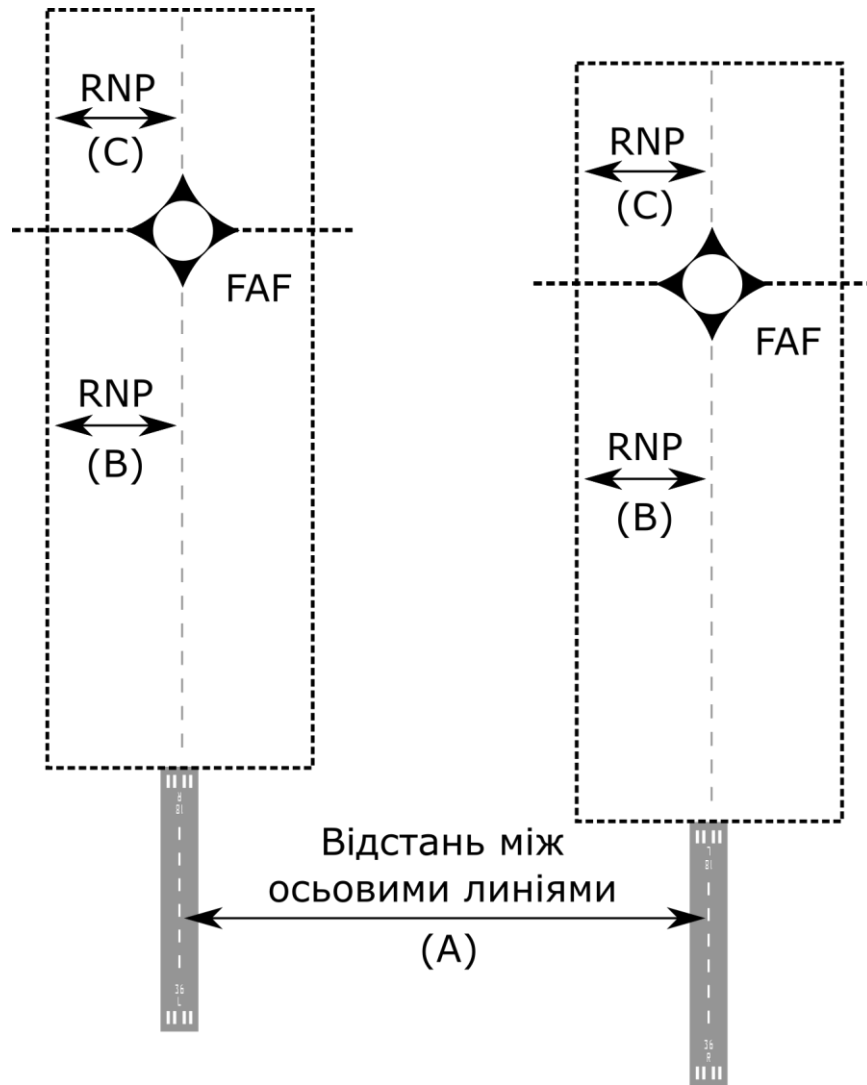 RNP
(C)
FAF
RNP
(B)
RNP
(C)
FAF
RNP
(B)
Відстань між
осьовими лініями
(A)